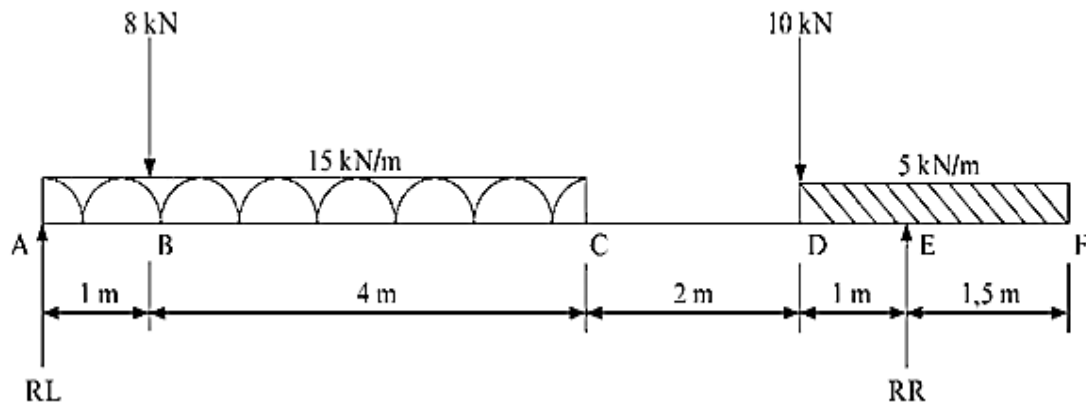 8 kN 10 kN
15 kN/m 5 kN/m
A B C D E F
1 m 4 m 2 m 1 m 1,5 m
RL RR